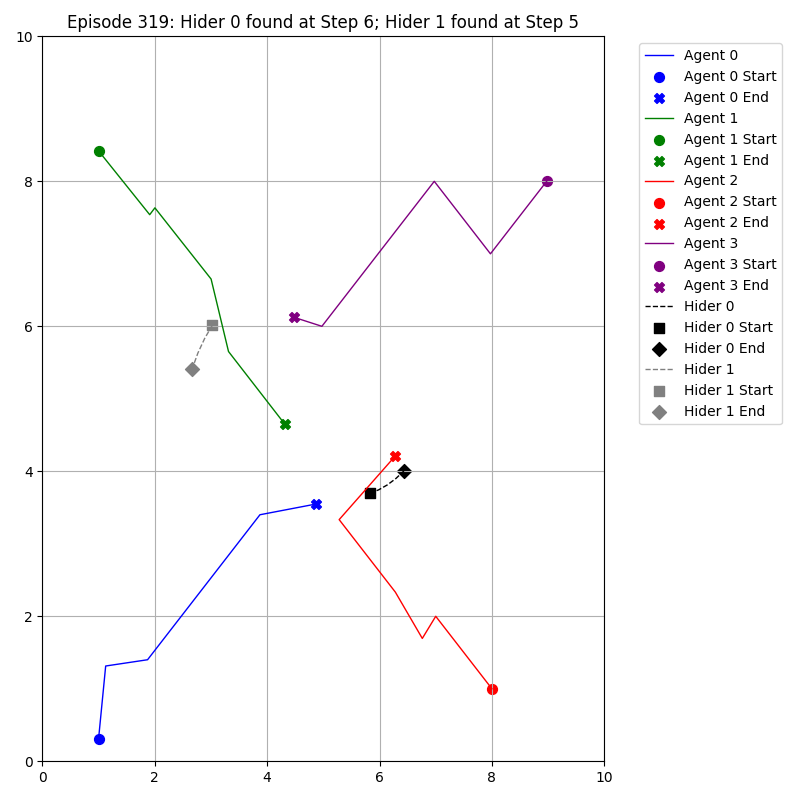 Episode 319: Hider 0 found at Step 6; Hider 1 found at Step 5
10
8
6
4
2
0
0 2 4 6 8 10
Agent 0
Agent 0 Start
Agent 0 End
Agent 1
Agent 1 Start
Agent 1 End
Agent 2
Agent 2 Start
Agent 2 End
Agent 3
Agent 3 Start
Agent 3 End
Hider 0
Hider 0 Start
Hider 0 End
Hider 1
Hider 1 Start
Hider 1 End